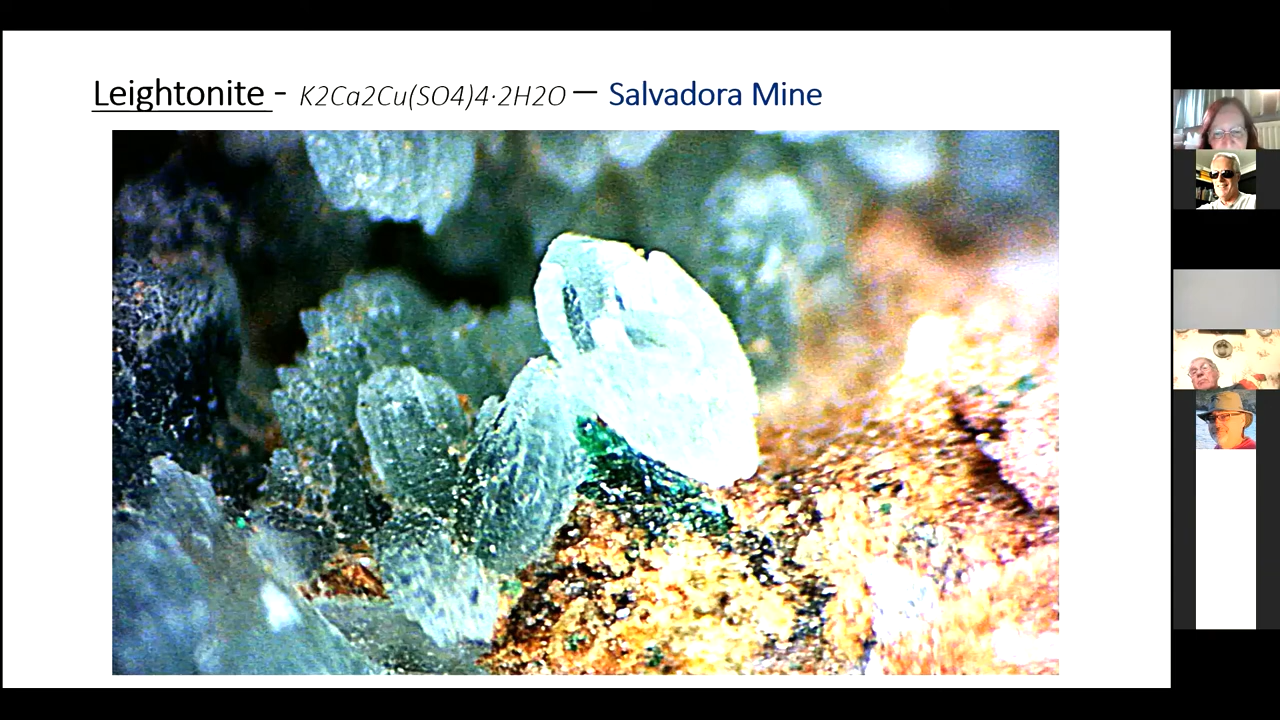 Leightonite - K2Ca2Cu(SO4)4·2H2O — Salvadora Mine